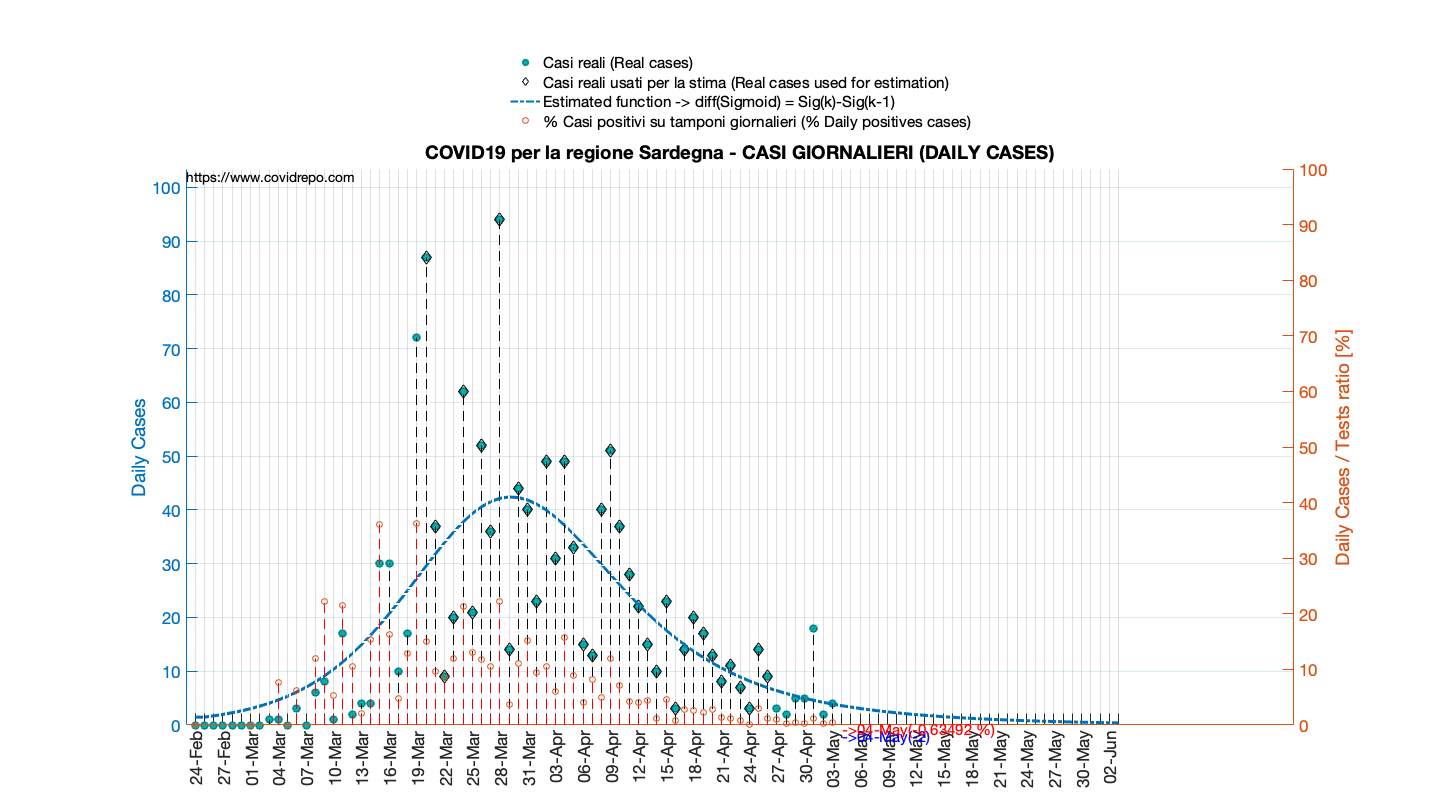 Casi reali (Real cases)
Casi reali usati per la stima (Real cases used for estimation)
Estimated function -> diff(Sigmoid) = Sig(k)-Sig(k-1)
% Casi positivi su tamponi giornalieri (% Daily positives cases)
COVID19 per la regione Sardegna - CASI GIORNALIERI (DAILY CASES)
https://www.covidrepo.com
Daily Cases
100
90
80
70
60
50
40
30
20
10
0
100
90
80
70
60
50
40
30
20
10
0
Daily Cases / Tests ratio [%]
->04-May(-0.63492 %)
->04-May(-2)
24-Feb
27-Feb
01-Mar
04-Mar
07-Mar
10-Mar
13-Mar
16-Mar
19-Mar
22-Mar
25-Mar
28-Mar
31-Mar
03-Apr
06-Apr
09-Apr
12-Apr
15-Apr
18-Apr
21-Apr
24-Apr
27-Apr
30-Apr
03-May
06-May
09-May
12-May
15-May
18-May
21-May
24-May
27-May
30-May
02-Jun